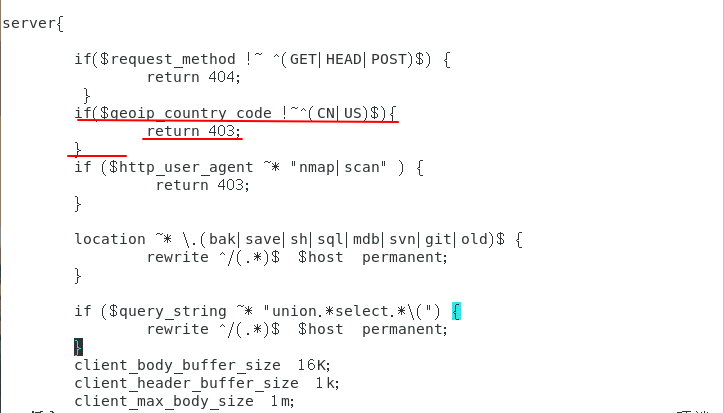 server{
if($request_method !~ ^(GET|HEAD|POST)$) {
return 404;
}
if($geoip_country_code !~^(CN|US)$){
return 403;
}
if ($http_user_agent ~* "nmap|scan" ) {
return 403;
}
location ~* \.(bak|save|sh|sql|mdb|svn|git|old)$ {
rewrite ^/(.*)$  $host  permanent;
}
if ($query_string ~* "union.*select.*\(") {
rewrite ^/(.*)$  $host  permanent;
}
client_body_buffer_size  16K;
client_header_buffer_size  1k;
client_max_body_size  1m;